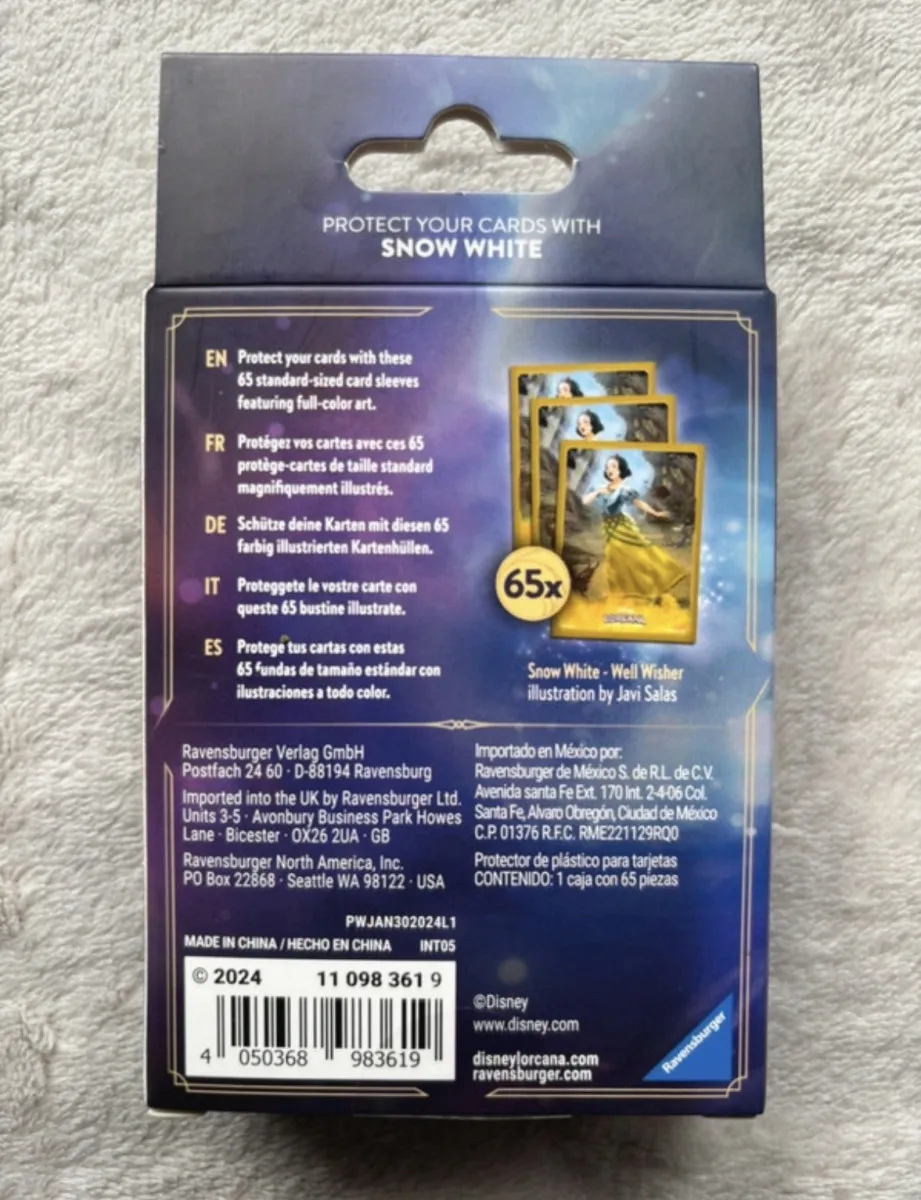 PROTECT YOUR CARDS WITH
SNOW WHITE
EN Protect your cards with these
65 standard-sized card sleeves
featuring full-color art.
FR Protégez vos cartes avec ces 65
protège-cartes de taille standard
magnifiquement illustrés.
DE Schütze deine Karten mit diesen 65
farbig illustrierten Kartenhüllen.
IT Proteggete le vostre carte con
queste 65 bustine illustrate.
ES Protege tus cartas con estas
65 fundas de tamaño estándar con
ilustraciones a todo color.
65x
LORCANA
Snow White - Well Wisher
illustration by Javi Salas
Ravensburger Verlag GmbH
Postfach 24 60 · D-88194 Ravensburg
Imported into the UK by Ravensburger Ltd.
Units 3-5 · Avonbury Business Park Howes
Lane · Bicester · OX26 2UA · GB
Ravensburger North America, Inc.
PO Box 22868 · Seattle WA 98122 · USA
Importado en México por:
Ravensburger de México S. de R.L. de C.V.
Avenida santa Fe Ext. 170 Int. 2-4-06 Col.
Santa Fe, Alvaro Obregón, Ciudad de México
C.P. 01376 R.F.C. RME221129RQ0
Protector de plástico para tarjetas
CONTENIDO: 1 caja con 65 piezas
PWJAN302024L1
MADE IN CHINA / HECHO EN CHINA INT05
© 2024 11 098 361 9
4 050368 983619
©Disney
www.disney.com
disneylorcana.com
ravensburger.com
Ravensburger